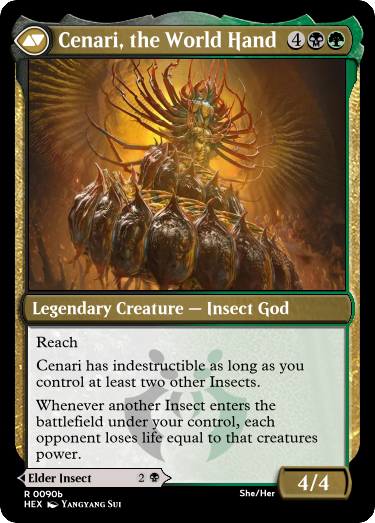 Cenari, the World Hand 4
Legendary Creature — Insect God
Reach
Cenari has indestructible as long as you
control at least two other Insects.
Whenever another Insect enters the
battlefield under your control, each
opponent loses life equal to that creatures
power.
Elder Insect 2
4/4
R 0090b
She/Her
HEX Yangyang Sui